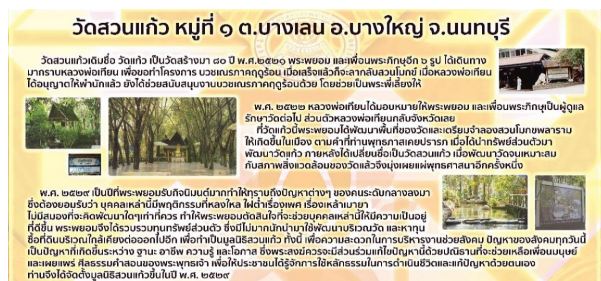 วัดสวนแก้ว หมู่ที่ ๑ ต.บางเลน อ.บางใหญ่ จ.นนทบุรี
วัดสวนแก้วเดิมชื่อ วัดแก้ว เป็นวัดสร้างมา ๘๐ ปี พ.ศ.๒๕๒๑ พระพยอม และเพื่อนพระภิกษุอีก ๖ รูป ได้เดินทาง
มากราบหลวงพ่อเทียน เพื่อขอทำโครงการ บวชเณรภาคฤดูร้อน เมื่อเสร็จแล้วก็จะลากลับสวนโมกข์ เมื่อหลวงพ่อเทียน
ได้อนุญาตให้พำนักแล้ว ยังได้ช่วยสนับสนุนงานบวชเณรภาคฤดูร้อนด้วย โดยช่วยเป็นพระพี่เลี้ยงให้
พ.ศ. ๒๕๒๒ หลวงพ่อเทียนได้มอบหมายให้พระพยอม และเพื่อนพระภิกษุเป็นผู้ดูแล
รักษาวัดต่อไป ส่วนตัวหลวงพ่อเทียนกลับจังหวัดเลย
ที่วัดแก้วนี้พระพยอมได้พัฒนาพื้นที่ของวัดและเตรียมจำลองสวนโมกขพลาราม
ให้เกิดขึ้นในเมือง ตามคำที่ท่านพุทธทาสเคยปรารภ เมื่อได้นำทรัพย์ส่วนตัวมา
พัฒนาวัดแก้ว ภายหลังได้เปลี่ยนชื่อเป็นวัดสวนแก้ว เมื่อพัฒนาวัดจนเหมาะสม
กับสภาพสิ่งแวดล้อมของวัดแล้วจึงมุ่งเผยแผ่พุทธศาสนาอีกครั้งหนึ่ง
พ.ศ. ๒๕๒๙ เป็นปีที่พระพยอมรับกิจนิมนต์มากทำให้ทราบถึงปัญหาต่างๆ ของคนระดับกลางลงมา
ซึ่งต้องยอมรับว่า บุคคลเหล่านี้มีพฤติกรรมที่หลงใหล ใฝ่ต่ำเรื่องเพศ เรื่องเหล้าเมายา
ไม่มีสนองที่จะคิดพัฒนาใดๆเท่าที่ควร ทำให้พระพยอมตัดสินใจที่จะช่วยบุคคลเหล่านี้ให้มีความเป็นอยู่
ที่ดีขึ้น พระพยอมจึงได้รวบรวมทุนทรัพย์ส่วนตัว ซึ่งมีไม่มากนักนำมาใช้พัฒนาบริเวณวัด และหาทุน
ซื้อที่ดินบริเวณใกล้เคียงต่อออกไปอีก เพื่อทำเป็นมูลนิธิสวนแก้ว ทั้งนี้ เพื่อความสะดวกในการบริหารงานช่วยสังคม ปัญหาของสังคมทุกวันนี้
เป็นปัญหาที่เกิดขึ้นระหว่าง ฐานะ อาชีพ ความรู้ และโอกาส ซึ่งพระสงฆ์ควรจะมีส่วนร่วมแก้ไขปัญหานี้ด้วยปณิธานที่จะช่วยเหลือเพื่อนมนุษย์
และเผยแพร่ ศีลธรรมคำสอนของพระพุทธเจ้า เพื่อให้ประชาชนได้รู้จักการใช้หลักธรรมในการดำเนินชีวิตและแก้ปัญหาด้วยตนเอง
ท่านจึงได้จัดตั้งมูลนิธิสวนแก้วขึ้นในปี พ.ศ. ๒๕๒๙